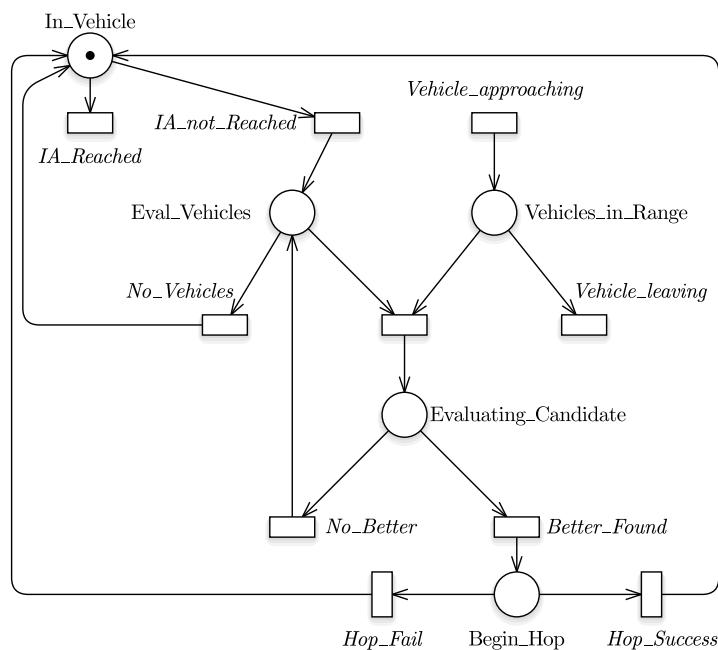 In_Vehicle
Vehicle_approaching
IA_not_Reached
IA_Reached
Eval_Vehicles
Vehicles_in_Range
No_Vehicles
Vehicle_leaving
Evaluating_Candidate
No_Better
Better_Found
Hop_Fail
Begin_Hop
Hop_Success